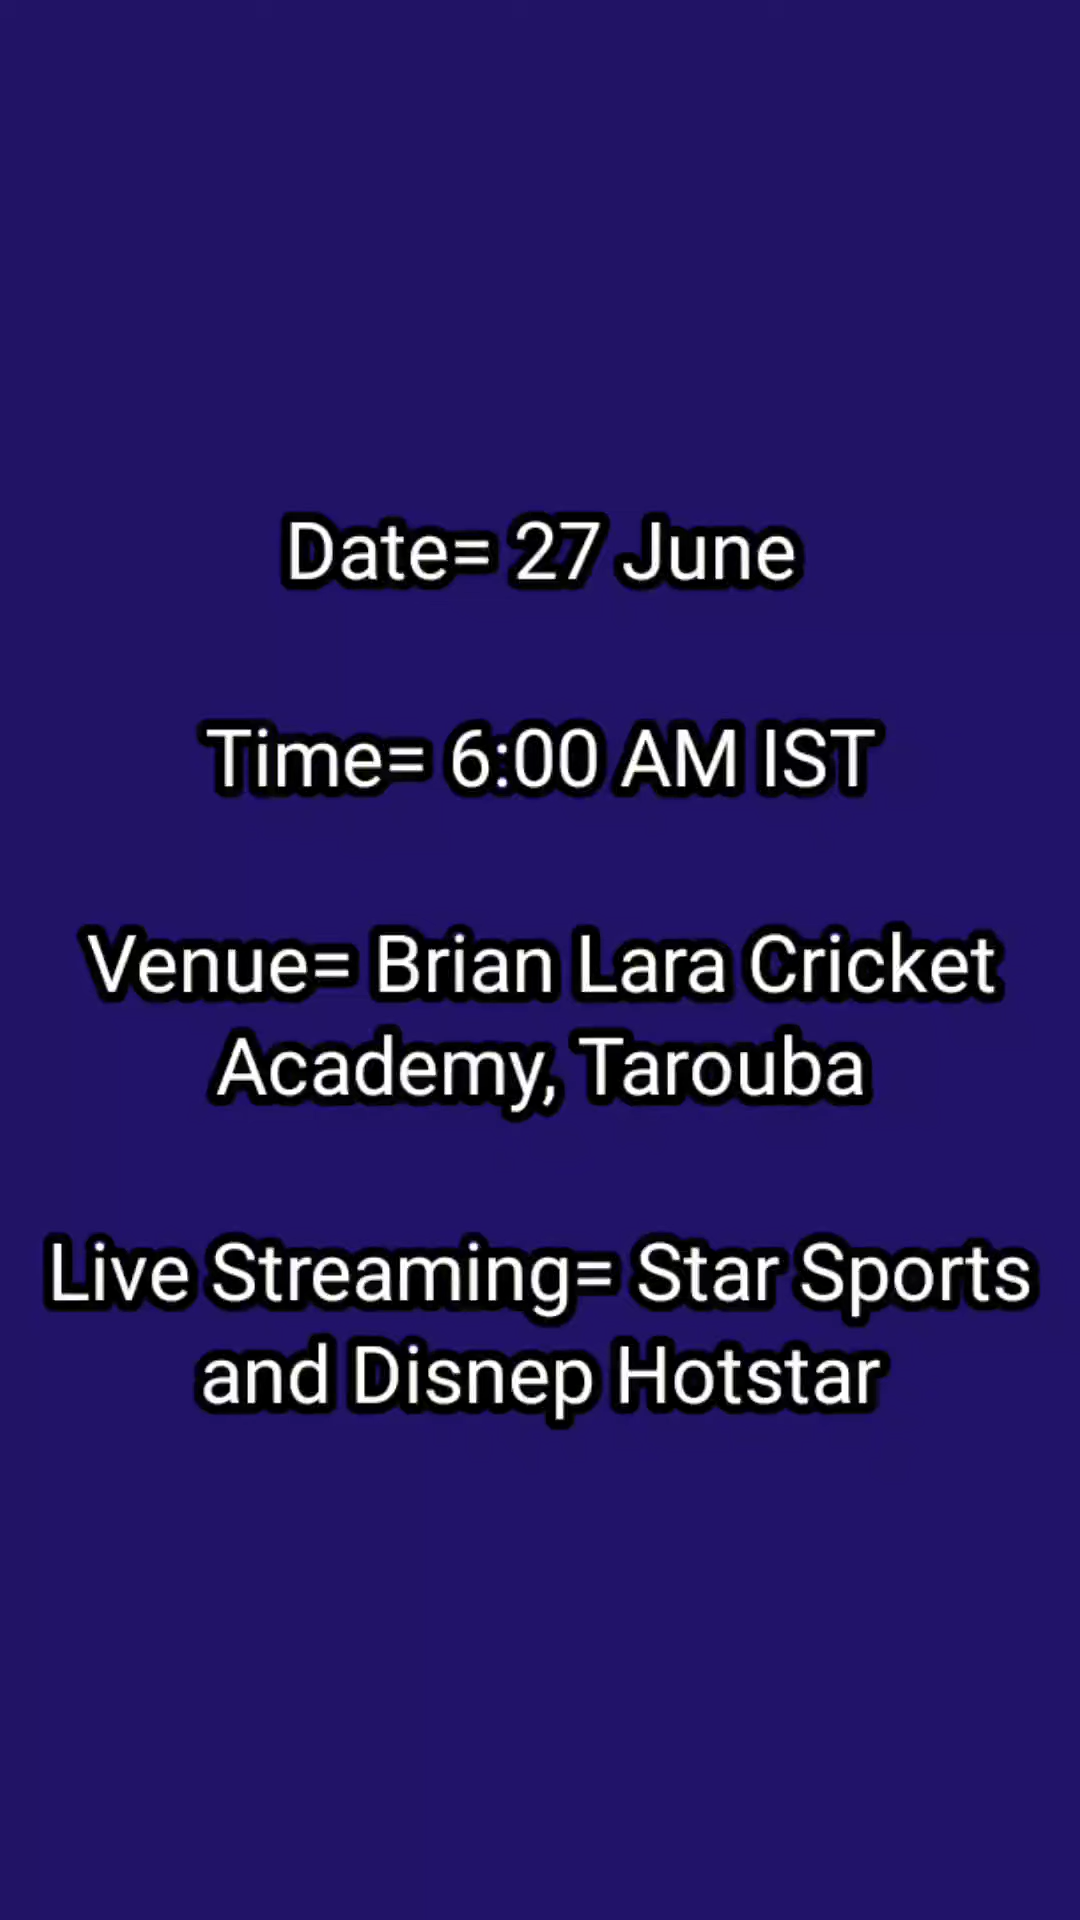 Date= 27 June
Time= 6:00 AM IST
Venue= Brian Lara Cricket
Academy, Tarouba
Live Streaming= Star Sports
and Disnep Hotstar